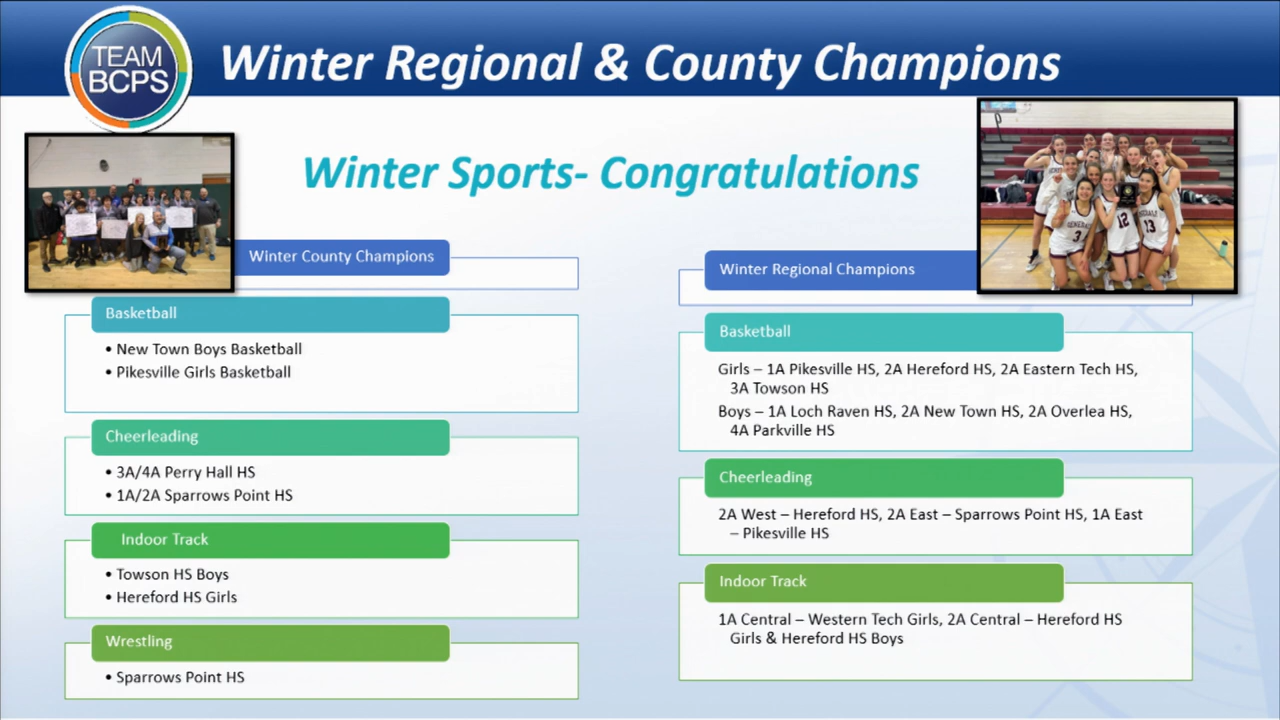 TEAM
BCPS
Winter Regional & County Champions
Winter Sports- Congratulations
Winter County Champions
Basketball
• New Town Boys Basketball
• Pikesville Girls Basketball
Cheerleading
• 3A/4A Perry Hall HS
• 1A/2A Sparrows Point HS
Indoor Track
• Towson HS Boys
• Hereford HS Girls
Wrestling
• Sparrows Point HS
Winter Regional Champions
Basketball
Girls – 1A Pikesville HS, 2A Hereford HS, 2A Eastern Tech HS,
3A Towson HS
Boys – 1A Loch Raven HS, 2A New Town HS, 2A Overlea HS,
4A Parkville HS
Cheerleading
2A West – Hereford HS, 2A East – Sparrows Point HS, 1A East
– Pikesville HS
Indoor Track
1A Central – Western Tech Girls, 2A Central – Hereford HS
Girls & Hereford HS Boys
GENERALS
3
12
13